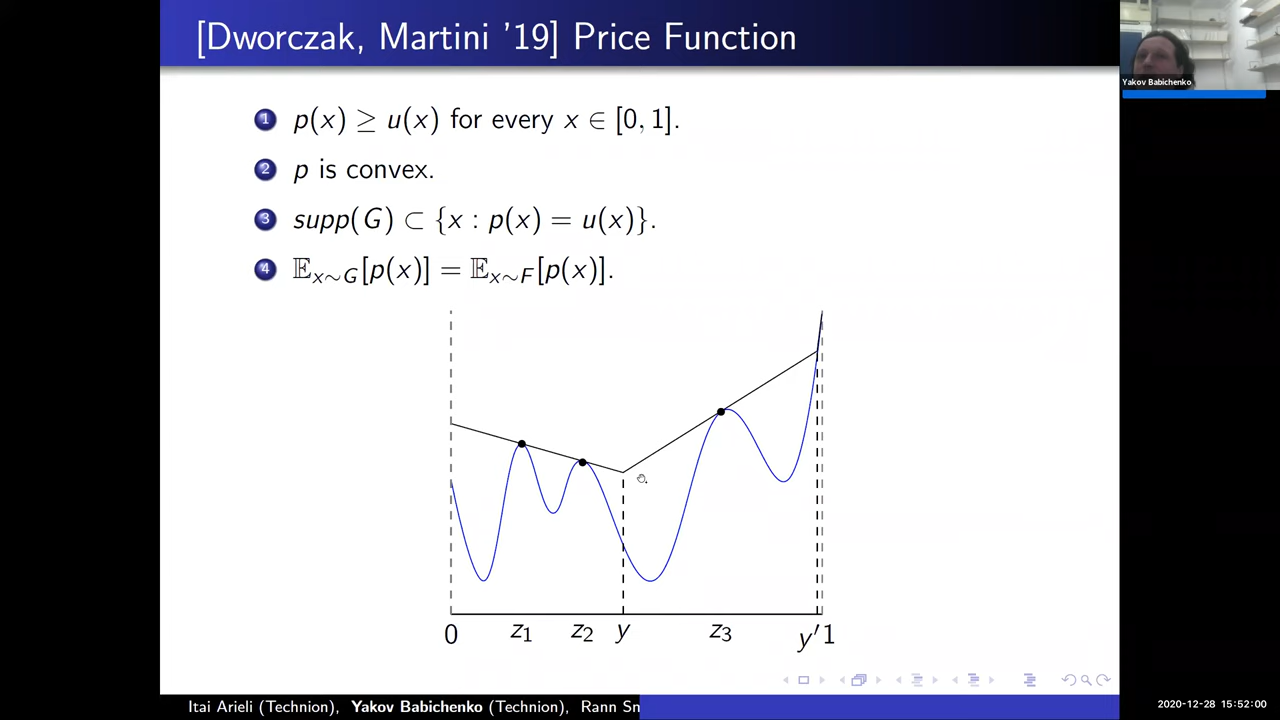 [Dworczak, Martini '19] Price Function
Yakov Babichenko
1 p(x) ≥ u(x) for every x ∈ [0, 1].
2 p is convex.
3 supp(G) ⊂ {x : p(x) = u(x)}.
4 𝔼x∼G[p(x)] = 𝔼x∼F[p(x)].
0 z1 z2 y z3 y′ 1
Itai Arieli (Technion), Yakov Babichenko (Technion), Rann Sn
2020-12-28 15:52:00